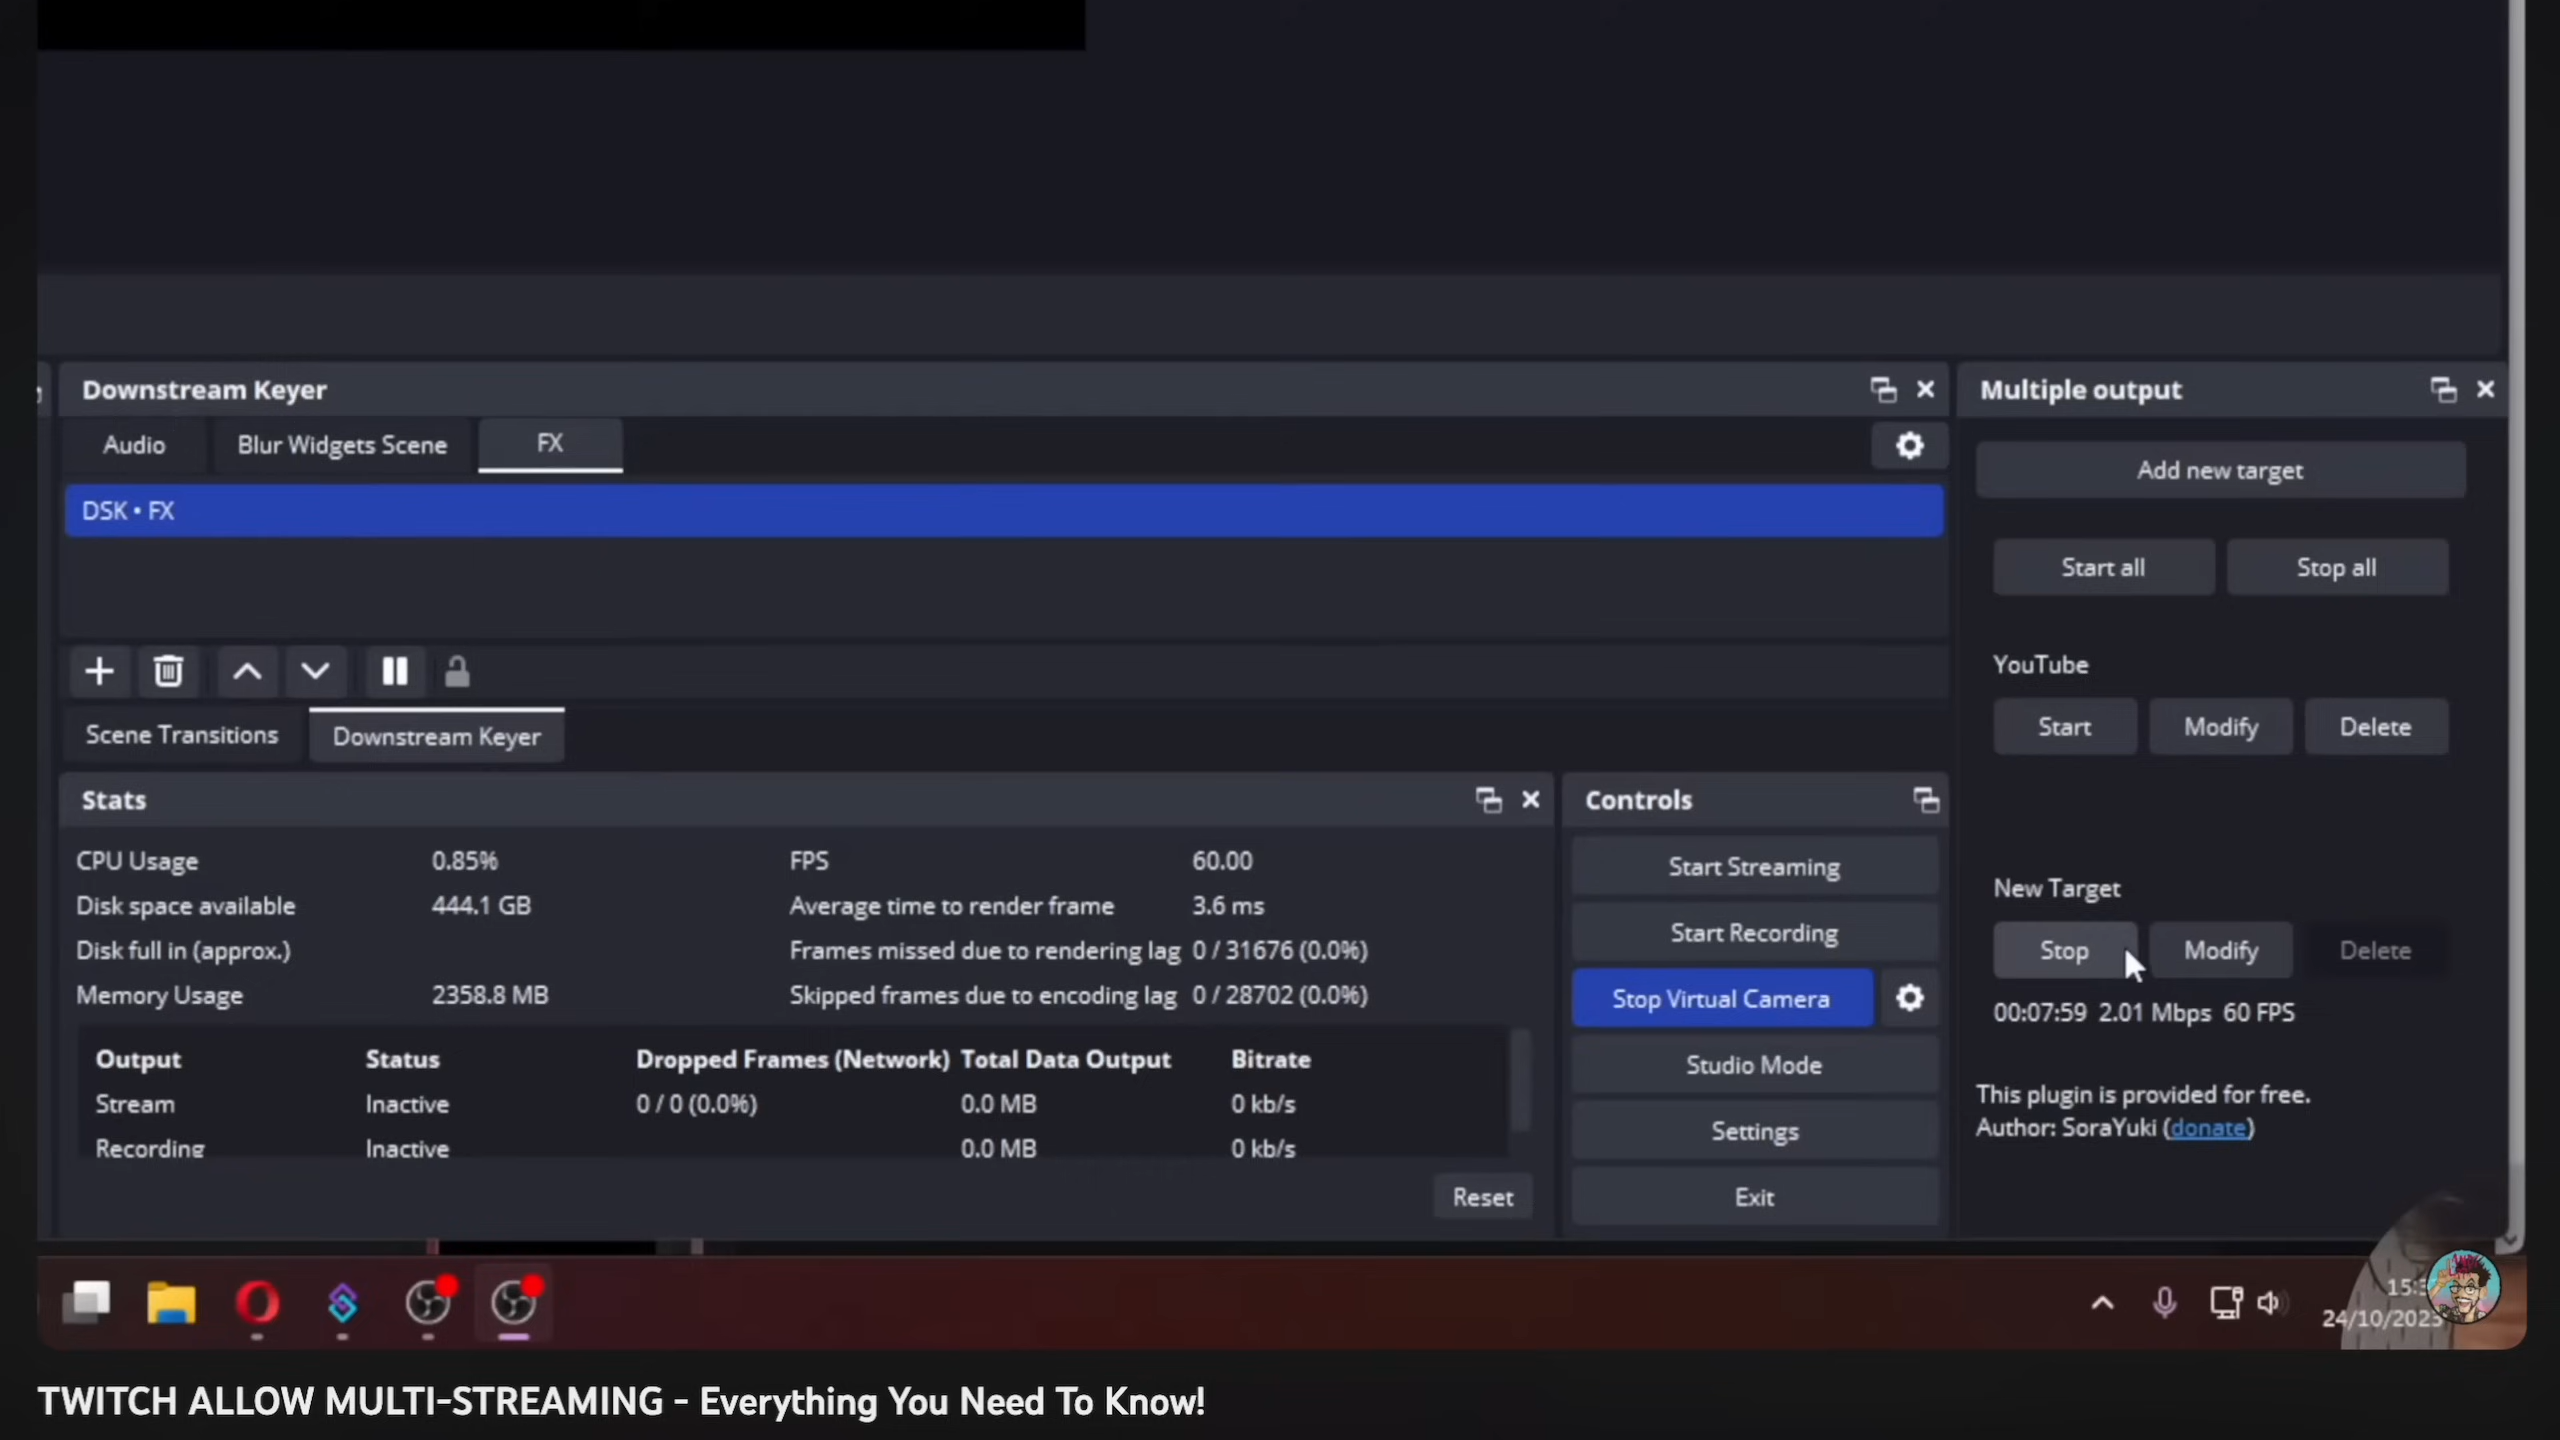 Downstream Keyer
Audio
Blur Widgets Scene
FX
DSK • FX
Scene Transitions
Downstream Keyer
Stats
CPU Usage 0.85%
Disk space available 444.1 GB
Disk full in (approx.)
Memory Usage 2358.8 MB
FPS 60.00
Average time to render frame 3.6 ms
Frames missed due to rendering lag 0 / 31676 (0.0%)
Skipped frames due to encoding lag 0 / 28702 (0.0%)
Output Status Dropped Frames (Network) Total Data Output Bitrate
Stream Inactive 0 / 0 (0.0%) 0.0 MB 0 kb/s
Recording Inactive 0.0 MB 0 kb/s
Reset
Controls
Start Streaming
Start Recording
Stop Virtual Camera
Studio Mode
Settings
Exit
Multiple output
Add new target
Start all Stop all
YouTube
Start Modify Delete
New Target
Stop Modify Delete
00:07:59 2.01 Mbps 60 FPS
This plugin is provided for free.
Author: SoraYuki (donate)
24/10/2023
TWITCH ALLOW MULTI-STREAMING - Everything You Need To Know!